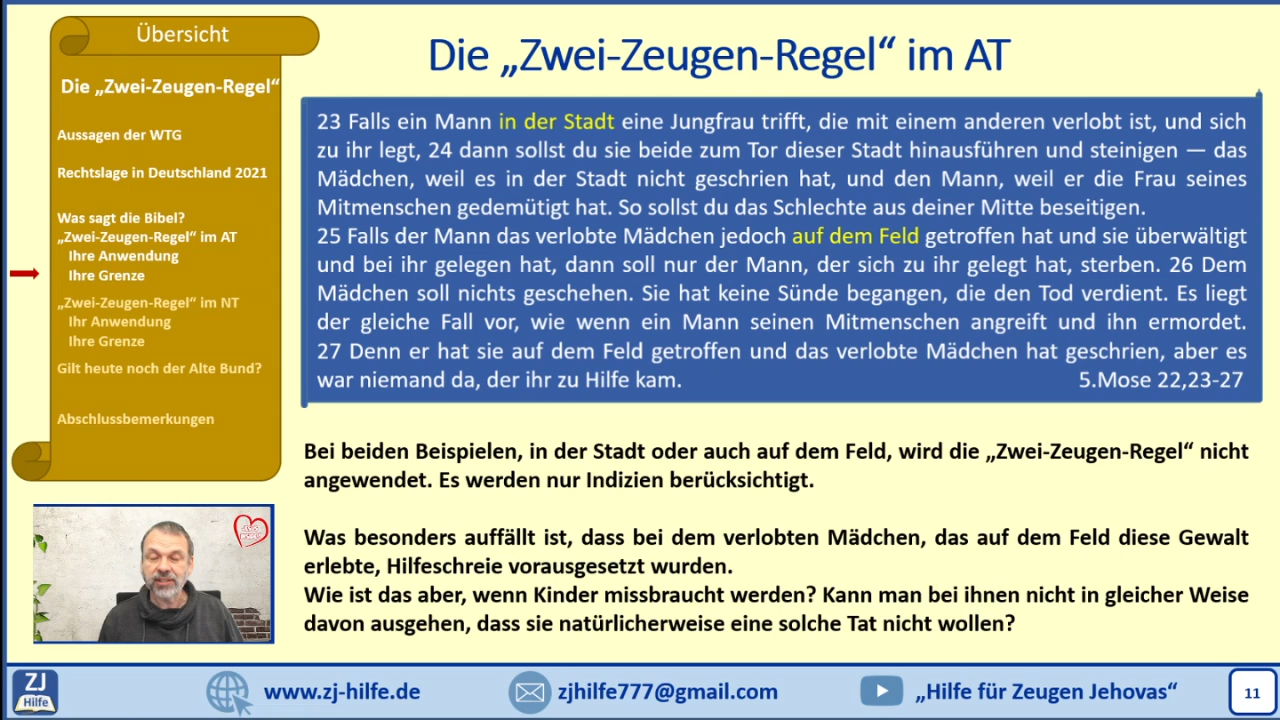 Übersicht
Die „Zwei-Zeugen-Regel“
Aussagen der WTG
Rechtslage in Deutschland 2021
Was sagt die Bibel?
„Zwei-Zeugen-Regel“ im AT
Ihre Anwendung
Ihre Grenze
„Zwei-Zeugen-Regel“ im NT
Ihr Anwendung
Ihre Grenze
Gilt heute noch der Alte Bund?
Abschlussbemerkungen
Die „Zwei-Zeugen-Regel“ im AT
23 Falls ein Mann in der Stadt eine Jungfrau trifft, die mit einem anderen verlobt ist, und sich
zu ihr legt, 24 dann sollst du sie beide zum Tor dieser Stadt hinausführen und steinigen — das
Mädchen, weil es in der Stadt nicht geschrien hat, und den Mann, weil er die Frau seines
Mitmenschen gedemütigt hat. So sollst du das Schlechte aus deiner Mitte beseitigen.
25 Falls der Mann das verlobte Mädchen jedoch auf dem Feld getroffen hat und sie überwältigt
und bei ihr gelegen hat, dann soll nur der Mann, der sich zu ihr gelegt hat, sterben. 26 Dem
Mädchen soll nichts geschehen. Sie hat keine Sünde begangen, die den Tod verdient. Es liegt
der gleiche Fall vor, wie wenn ein Mann seinen Mitmenschen angreift und ihn ermordet.
27 Denn er hat sie auf dem Feld getroffen und das verlobte Mädchen hat geschrien, aber es
war niemand da, der ihr zu Hilfe kam. 5.Mose 22,23-27
Bei beiden Beispielen, in der Stadt oder auch auf dem Feld, wird die „Zwei-Zeugen-Regel“ nicht
angewendet. Es werden nur Indizien berücksichtigt.
Was besonders auffällt ist, dass bei dem verlobten Mädchen, das auf dem Feld diese Gewalt
erlebte, Hilfeschreie vorausgesetzt wurden.
Wie ist das aber, wenn Kinder missbraucht werden? Kann man bei ihnen nicht in gleicher Weise
davon ausgehen, dass sie natürlicherweise eine solche Tat nicht wollen?
ZJ
Hilfe
www.zj-hilfe.de
zjhilfe777@gmail.com
„Hilfe für Zeugen Jehovas“
11